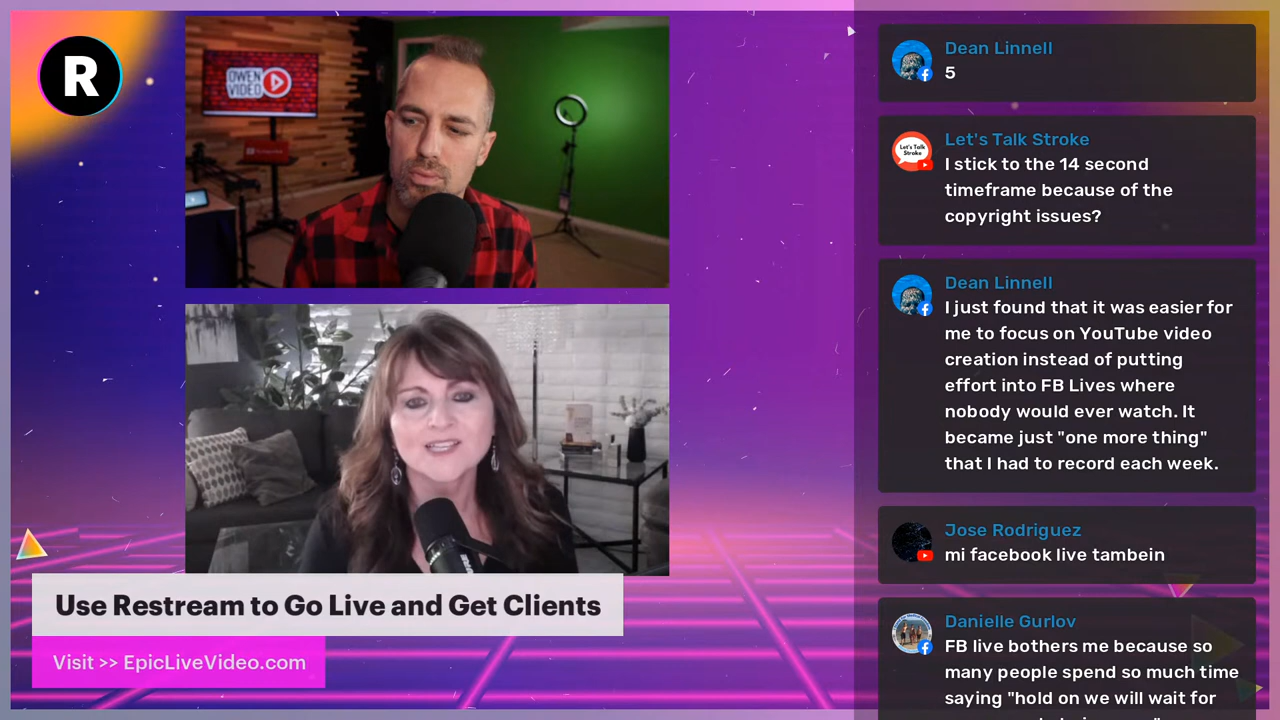 R
OWEN
VIDEO
Use Restream to Go Live and Get Clients
Visit >> EpicLiveVideo.com
Dean Linnell
5
Let's Talk
Stroke
Let's Talk Stroke
I stick to the 14 second
timeframe because of the
copyright issues?
Dean Linnell
I just found that it was easier for
me to focus on YouTube video
creation instead of putting
effort into FB Lives where
nobody would ever watch. It
became just "one more thing"
that I had to record each week.
Jose Rodriguez
mi facebook live tambein
Danielle Gurlov
FB live bothers me because so
many people spend so much time
saying "hold on we will wait for